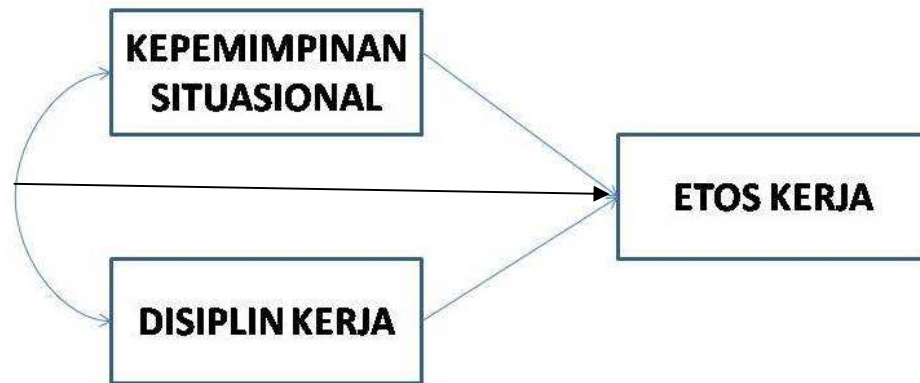 KEPEMIMPINAN
SITUASIONAL
ETOS KERJA
DISIPLIN KERJA